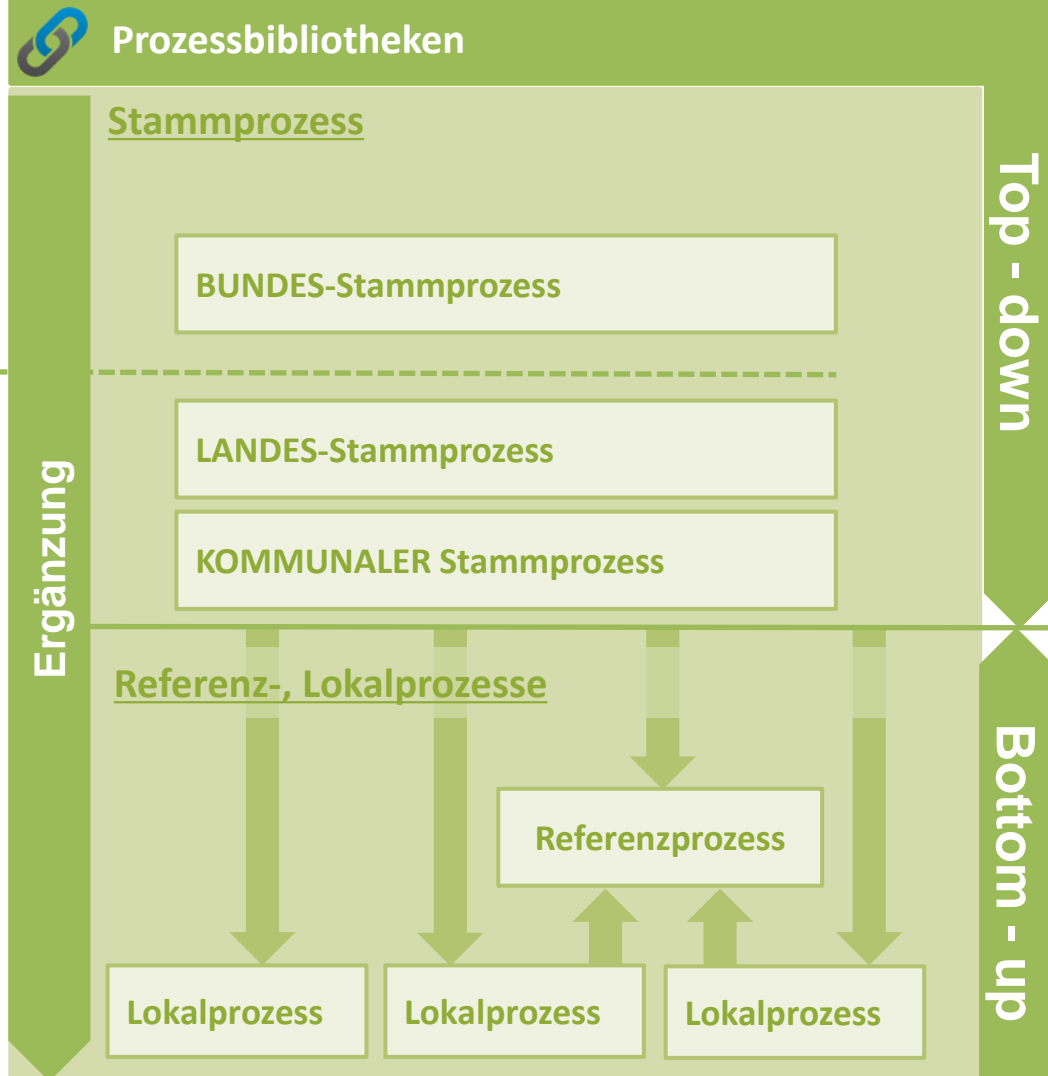 Prozessbibliotheken
Stammprozess
BUNDES-Stammprozess
LANDES-Stammprozess
KOMMUNALER Stammprozess
Ergänzung
Top - down
Referenz-, Lokalprozesse
Referenzprozess
Lokalprozess
Lokalprozess
Lokalprozess
Bottom - up